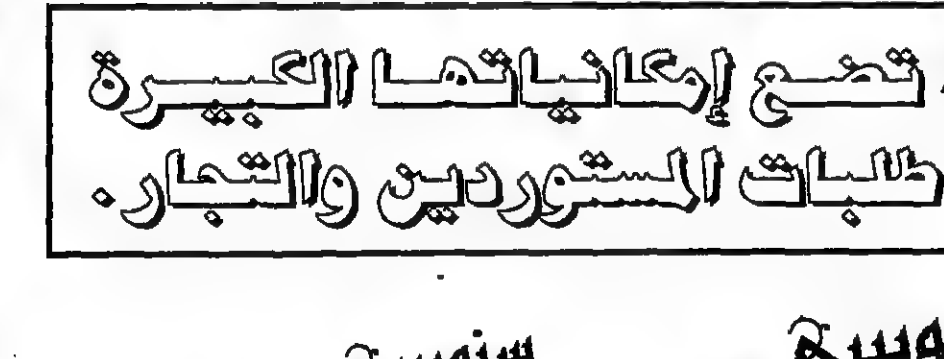 تضع إمكانياتها الكبيرة
طلبات المستوردين والتجار .